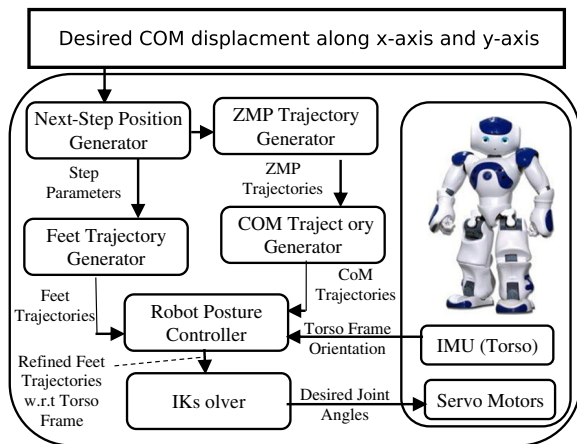 Desired COM displacment along x-axis and y-axis
Next-Step Position
Generator
ZMP Trajectory
Generator
Step
Parameters
ZMP
Trajectories
Feet Trajectory
Generator
COM Traject ory
Generator
Feet
Trajectories
CoM
Trajectories
Robot Posture
Controller
Torso Frame
Orientation
IMU (Torso)
Refined Feet
Trajectories
w.r.t Torso
Frame
IKs olver
Desired Joint
Angles
Servo Motors